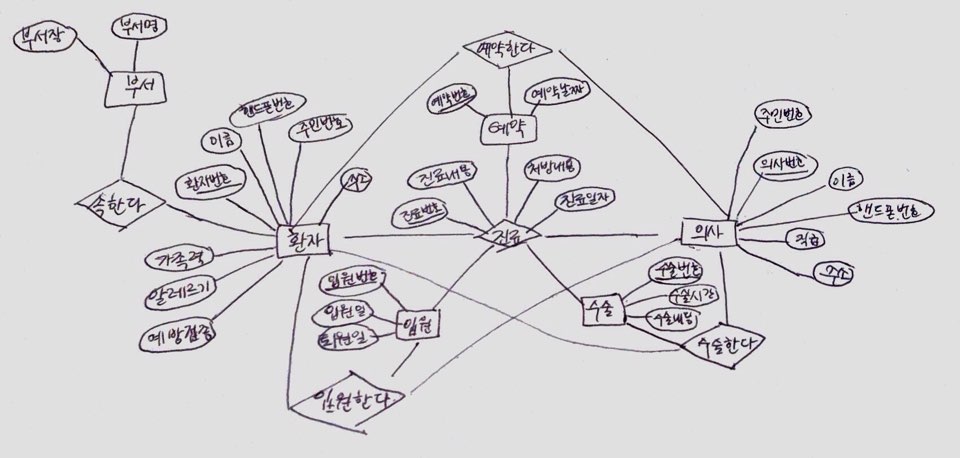 부서장
부서명
부서
예약한다
핸드폰번호
주민번호
이름
환자번호
예약번호
예약날짜
예약
주민번호
의사번호
이름
핸드폰번호
직급
주소
의사
진료내용
처방내용
진료번호
진료일자
진료
속한다
주소
환자
가족력
알레르기
예방접종
입원번호
입원일
퇴원일
입원
수술번호
수술시간
수술내용
수술
수술한다
입원한다